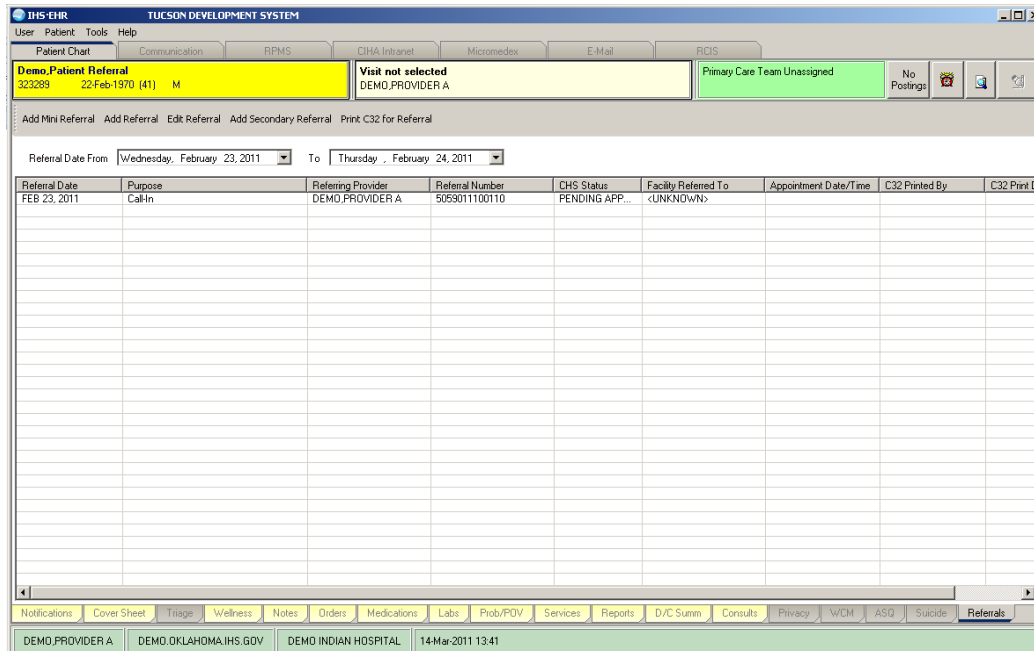 IHS-EHR TUCSON DEVELOPMENT SYSTEM
User Patient Tools Help
Patient Chart Communication RPMS CIHA Intranet Micromedex E-Mail RCIS
Demo,Patient Referral Visit not selected Primary Care Team Unassigned No Postings
323289 22-Feb-1970 (41) M DEMO,PROVIDER A
Add Mini Referral Add Referral Edit Referral Add Secondary Referral Print C32 for Referral
Referral Date From Wednesday, February 23, 2011 To Thursday , February 24, 2011
Referral Date Purpose Referring Provider Referral Number CHS Status Facility Referred To Appointment Date/Time C32 Printed By C32 Print D
FEB 23, 2011 Call-In DEMO,PROVIDER A 5059011100110 PENDING APP... <UNKNOWN>
Notifications Cover Sheet Triage Wellness Notes Orders Medications Labs Prob/POV Services Reports D/C Summ Consults Privacy WCM ASQ Suicide Referrals
DEMO,PROVIDER A DEMO.OKLAHOMA.IHS.GOV DEMO INDIAN HOSPITAL 14-Mar-2011 13:41